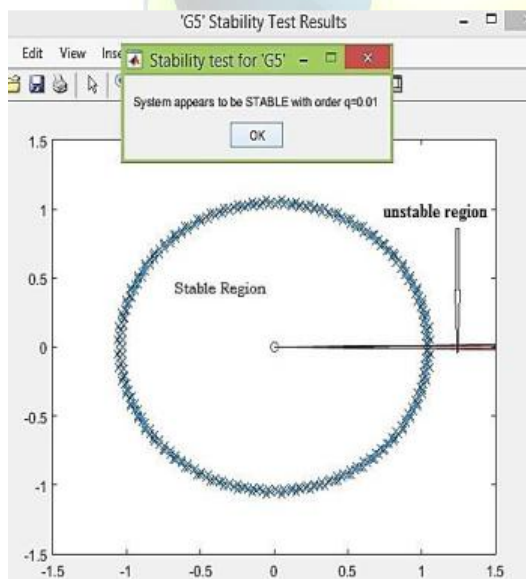 'G5' Stability Test Results
Edit View Inse
Stability test for 'G5'
System appears to be STABLE with order q=0.01
OK
1.5
1
0.5
0
-0.5
-1
-1.5
unstable region
Stable Region
-1.5 -1 -0.5 0 0.5 1 1.5